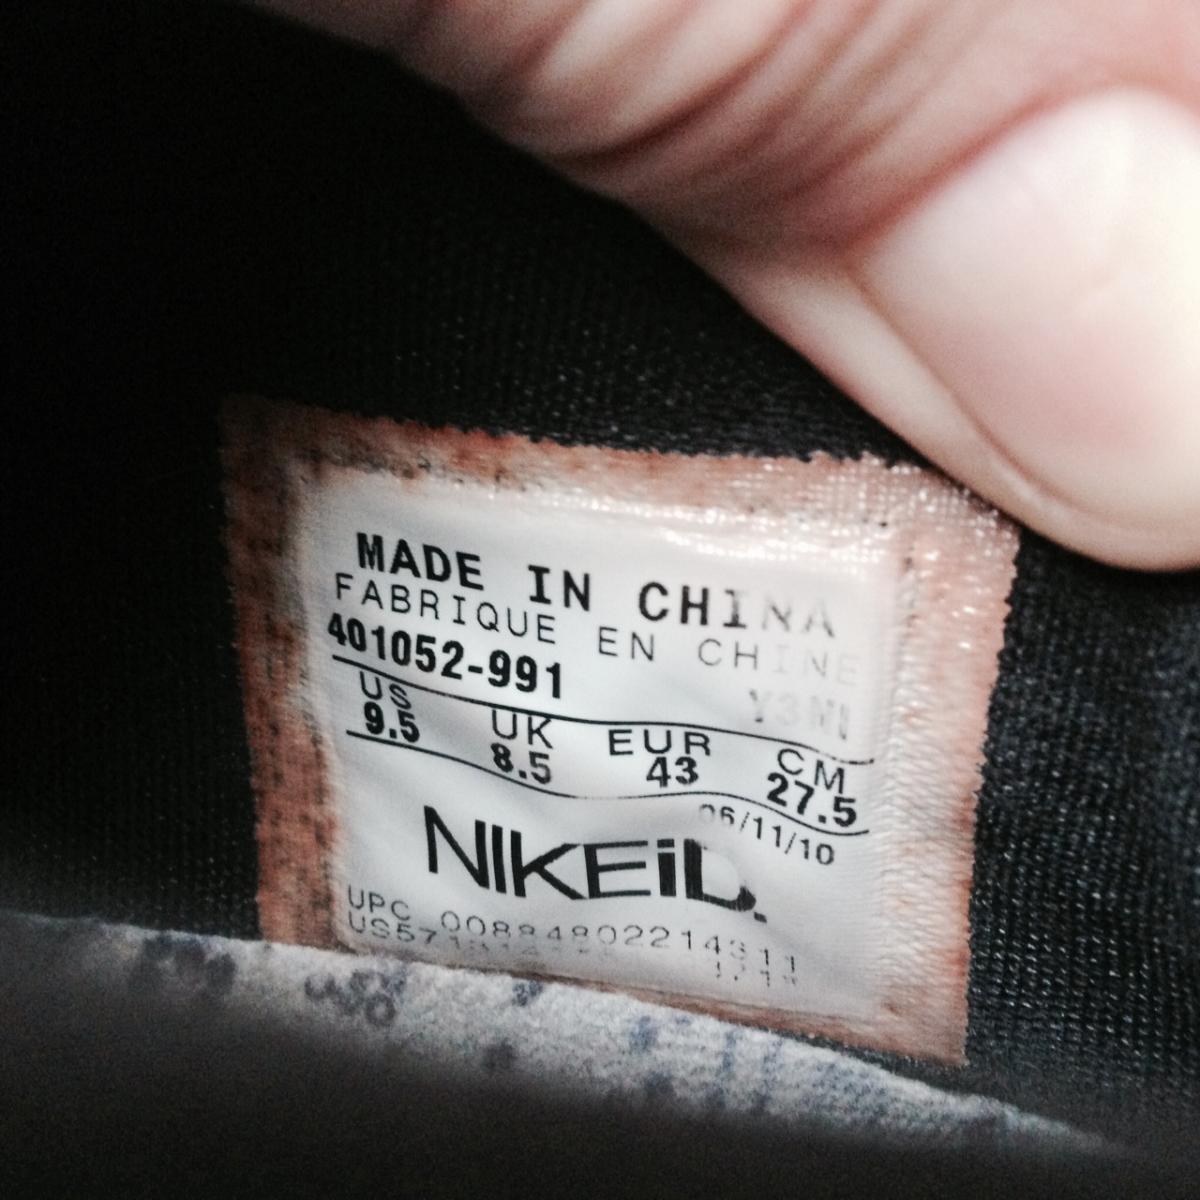 MADE IN CHINA
FABRIQUE EN CHINE
401052-991 Y3NI
US UK EUR CM
9.5 8.5 43 27.5
06/11/10
NIKEiD.
UPC